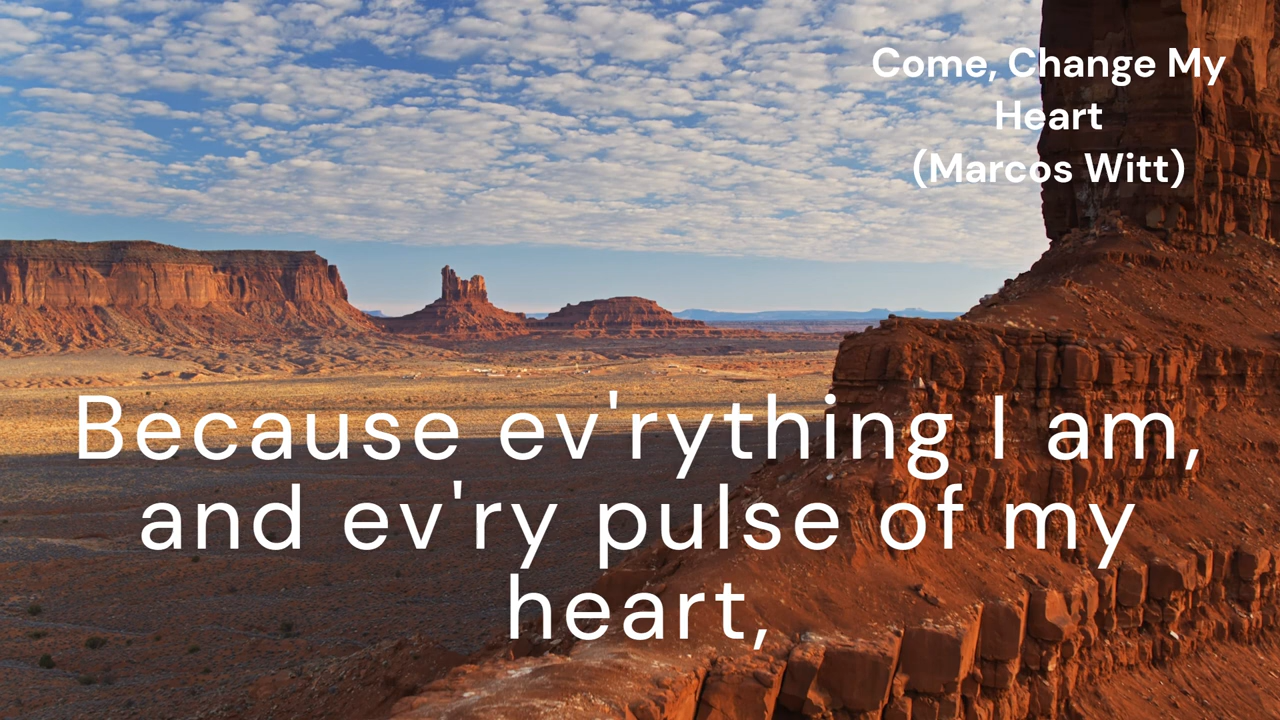 Come, Change My
Heart
(Marcos Witt)
Because ev'rything I am,
and ev'ry pulse of my
heart,